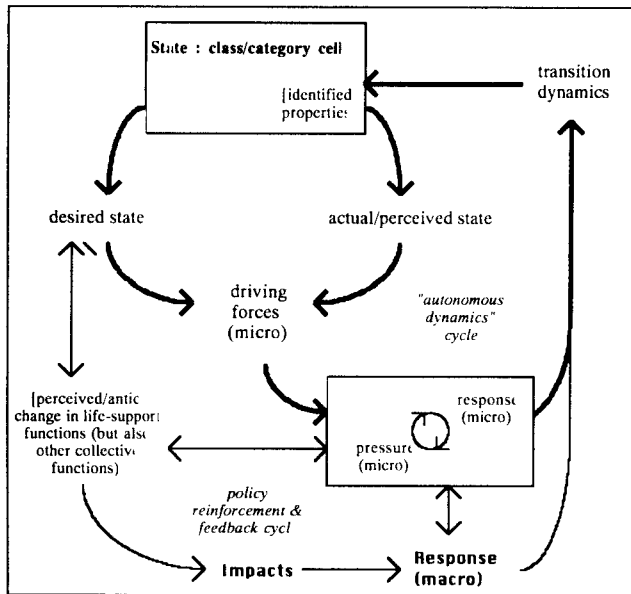 State : class/category cell
[identified
properties
transition
dynamics
desired state
actual/perceived state
driving
forces
(micro)
"autonomous
dynamics"
cycle
[perceived/antic
change in life-support
functions (but also
other collective
functions)
response
(micro)
pressure
(micro)
policy
reinforcement &
feedback cycl
Impacts
Response
(macro)